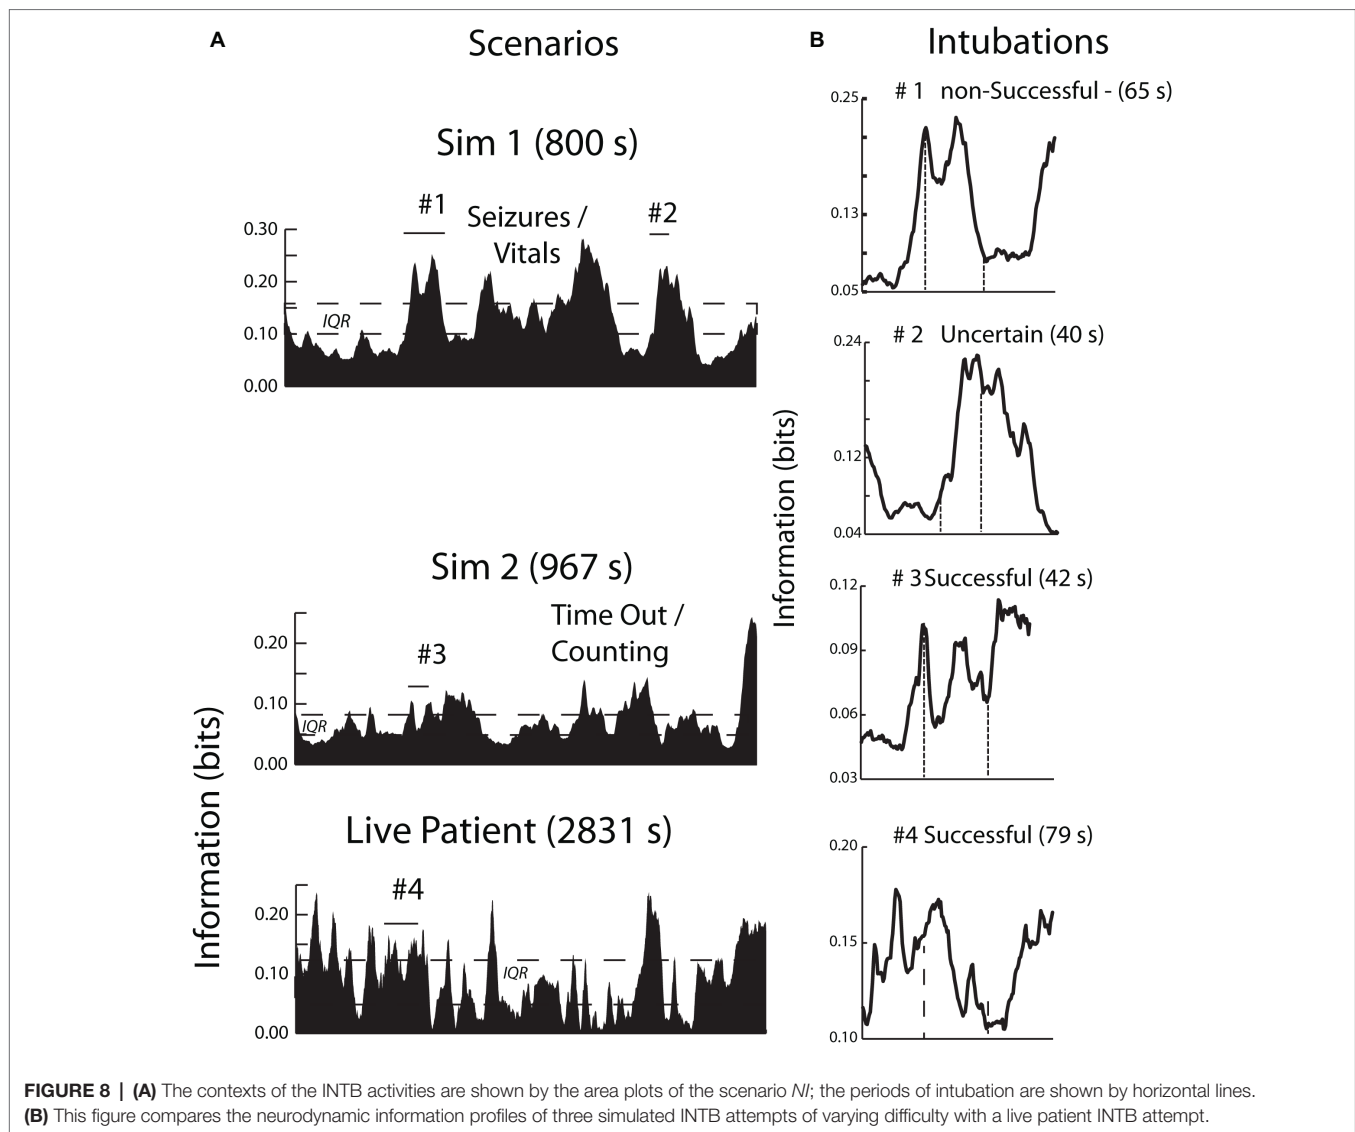 A
Scenarios
Sim 1 (800 s)
#1
Seizures /
Vitals
#2
0.30
0.20
0.10
0.00
IQR
Sim 2 (967 s)
Time Out /
Counting
#3
0.20
0.10
0.00
IQR
Information (bits)
Live Patient (2831 s)
#4
0.20
0.10
0.00
IQR
B
Intubations
# 1 non-Successful - (65 s)
0.25
0.13
0.05
# 2 Uncertain (40 s)
0.24
0.12
0.04
Information (bits)
# 3Successful (42 s)
0.12
0.09
0.06
0.03
#4 Successful (79 s)
0.20
0.15
0.10
FIGURE 8 | (A) The contexts of the INTB activities are shown by the area plots of the scenario NI; the periods of intubation are shown by horizontal lines.
(B) This figure compares the neurodynamic information profiles of three simulated INTB attempts of varying difficulty with a live patient INTB attempt.